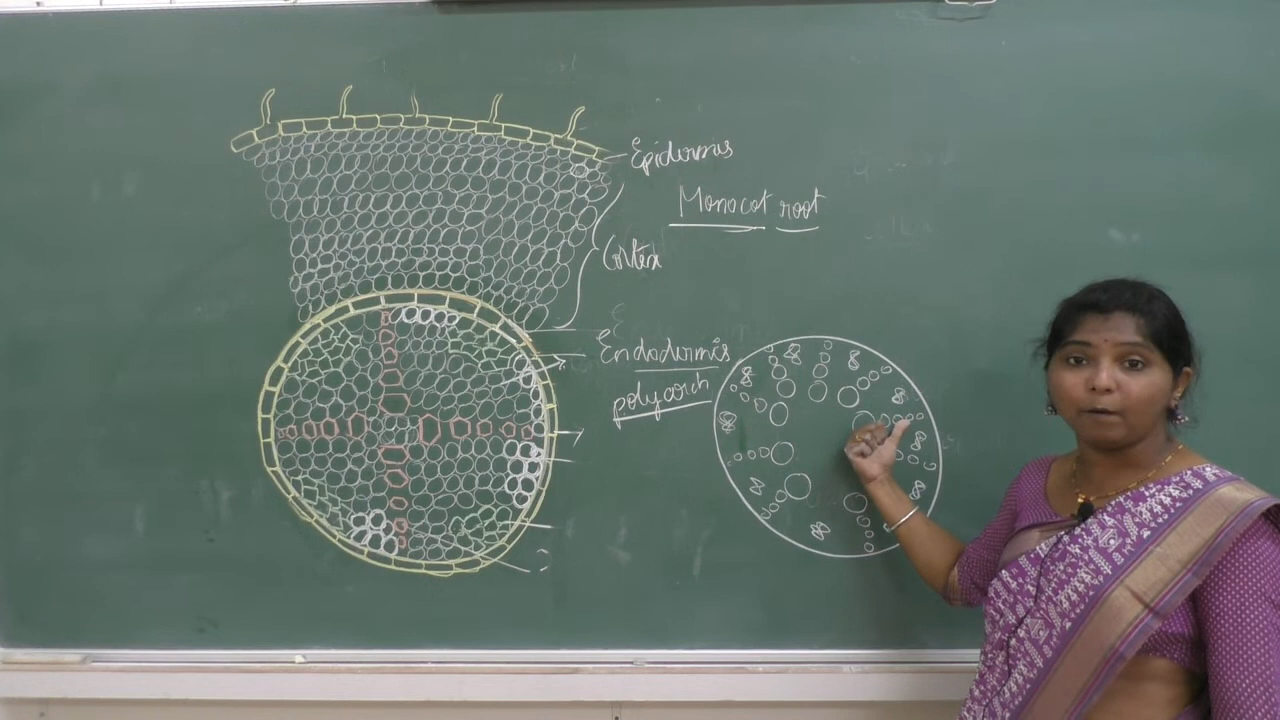 Epidermis
Monocot root
Cortex
Endodermis
polyarch